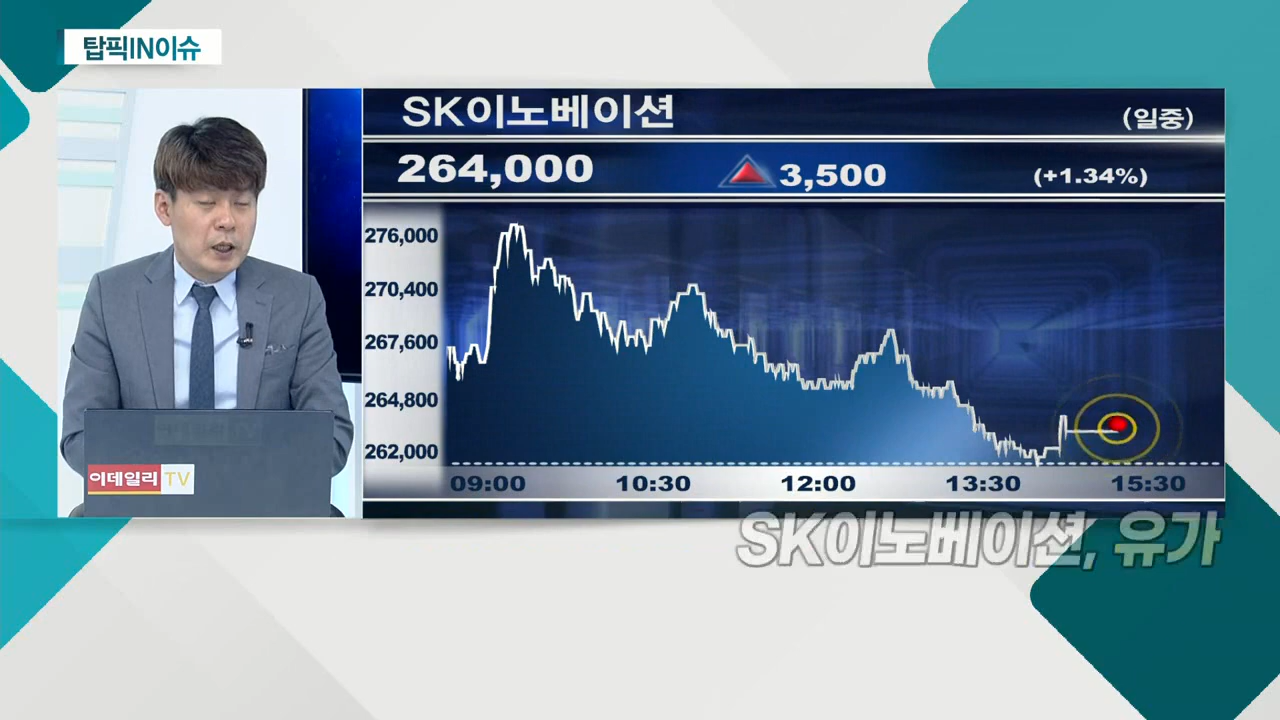 탑픽IN이슈
SK이노베이션
(일중)
264,000
3,500
(+1.34%)
276,000
270,400
267,600
264,800
262,000
09:00 10:30 12:00 13:30 15:30
이데일리 TV
SK이노베이션, 유가